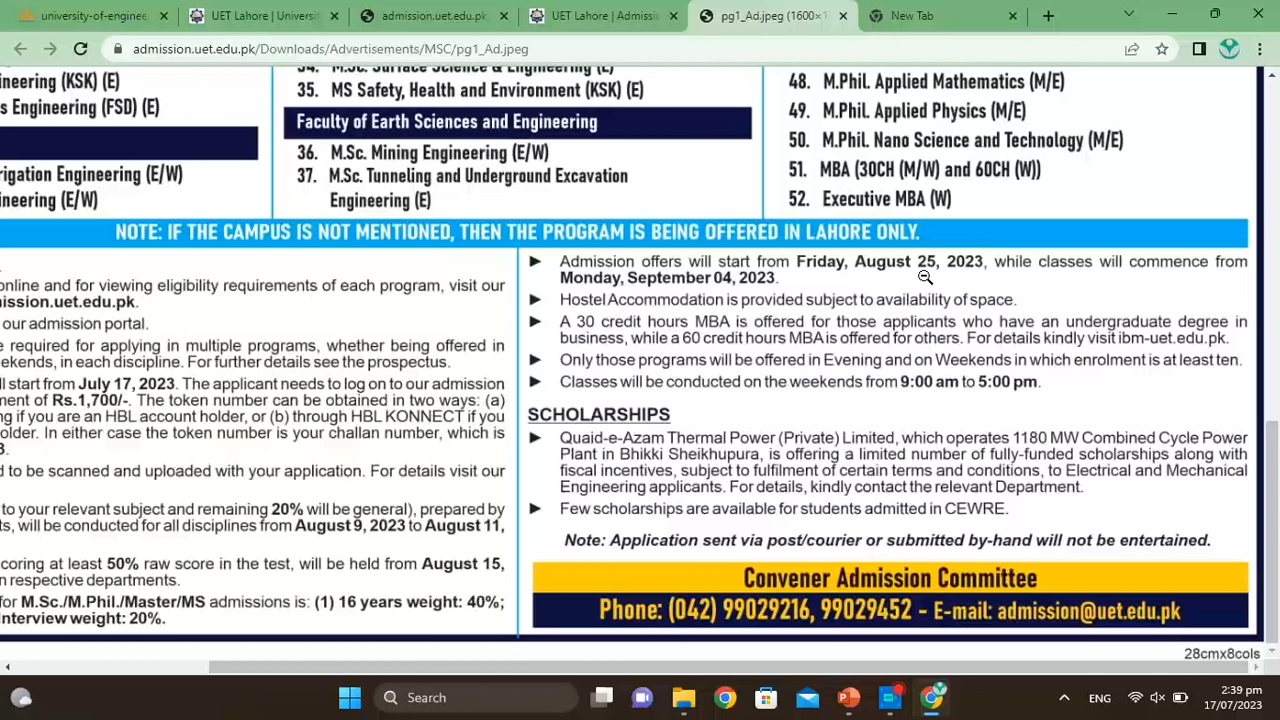 university-of-enginee
UET Lahore | Universit
admission.uet.edu.pk
UET Lahore | Admissi
pg1_Ad.jpeg (1600×1
New Tab
admission.uet.edu.pk/Downloads/Advertisements/MSC/pg1_Ad.jpeg
ineering (KSK) (E)
s Engineering (FSD) (E)
rigation Engineering (E/W)
ineering (E/W)
34. M.Sc. Surface Science & Engineering (E)
35. MS Safety, Health and Environment (KSK) (E)
Faculty of Earth Sciences and Engineering
36. M.Sc. Mining Engineering (E/W)
37. M.Sc. Tunneling and Underground Excavation
Engineering (E)
48. M.Phil. Applied Mathematics (M/E)
49. M.Phil. Applied Physics (M/E)
50. M.Phil. Nano Science and Technology (M/E)
51. MBA (30CH (M/W) and 60CH (W))
52. Executive MBA (W)
NOTE: IF THE CAMPUS IS NOT MENTIONED, THEN THE PROGRAM IS BEING OFFERED IN LAHORE ONLY.
online and for viewing eligibility requirements of each program, visit our
mission.uet.edu.pk.
our admission portal.
e required for applying in multiple programs, whether being offered in
eekends, in each discipline. For further details see the prospectus.
ll start from July 17, 2023. The applicant needs to log on to our admission
ment of Rs.1,700/-. The token number can be obtained in two ways: (a)
ng if you are an HBL account holder, or (b) through HBL KONNECT if you
older. In either case the token number is your challan number, which is
3.
d to be scanned and uploaded with your application. For details visit our
to your relevant subject and remaining 20% will be general), prepared by
ts, will be conducted for all disciplines from August 9, 2023 to August 11,
coring at least 50% raw score in the test, will be held from August 15,
n respective departments.
for M.Sc./M.Phil./Master/MS admissions is: (1) 16 years weight: 40%;
Interview weight: 20%.
► Admission offers will start from Friday, August 25, 2023, while classes will commence from
Monday, September 04, 2023.
► Hostel Accommodation is provided subject to availability of space.
► A 30 credit hours MBA is offered for those applicants who have an undergraduate degree in
business, while a 60 credit hours MBA is offered for others. For details kindly visit ibm-uet.edu.pk.
► Only those programs will be offered in Evening and on Weekends in which enrolment is at least ten.
► Classes will be conducted on the weekends from 9:00 am to 5:00 pm.
SCHOLARSHIPS
► Quaid-e-Azam Thermal Power (Private) Limited, which operates 1180 MW Combined Cycle Power
Plant in Bhikki Sheikhupura, is offering a limited number of fully-funded scholarships along with
fiscal incentives, subject to fulfilment of certain terms and conditions, to Electrical and Mechanical
Engineering applicants. For details, kindly contact the relevant Department.
► Few scholarships are available for students admitted in CEWRE.
Note: Application sent via post/courier or submitted by-hand will not be entertained.
Convener Admission Committee
Phone: (042) 99029216, 99029452 - E-mail: admission@uet.edu.pk
28cmx8cols
Search
ENG
2:39 pm
17/07/2023